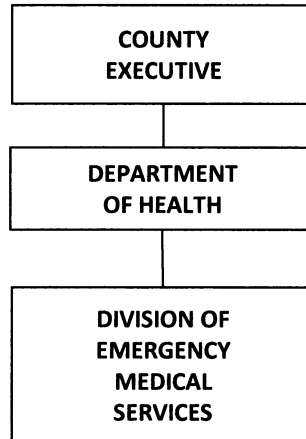 COUNTY
EXECUTIVE
DEPARTMENT
OF HEALTH
DIVISION OF
EMERGENCY
MEDICAL
SERVICES